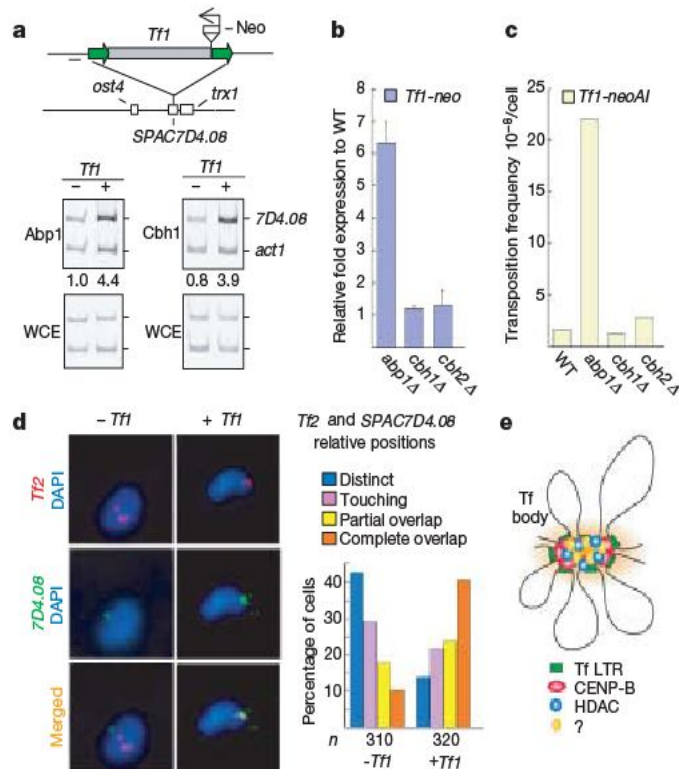 a
Tf1
Neo
ost4
trx1
SPAC7D4.08
Tf1
− +
Abp1
1.0 4.4
WCE
Tf1
− +
Cbh1
7D4.08
act1
0.8 3.9
WCE
b
Relative fold expression to WT
8
7
6
5
4
3
2
1
Tf1-neo
abp1Δ
cbh1Δ
cbh2Δ
c
Transposition frequency 10⁻⁶/cell
25
20
15
10
5
Tf1-neoAI
WT
abp1Δ
cbh1Δ
cbh2Δ
d
− Tf1
+ Tf1
Tf2
DAPI
7D4.08
DAPI
Merged
Tf2 and SPAC7D4.08
relative positions
Distinct
Touching
Partial overlap
Complete overlap
Percentage of cells
40
30
20
10
n 310 320
-Tf1 +Tf1
e
Tf
body
Tf LTR
CENP-B
HDAC
?